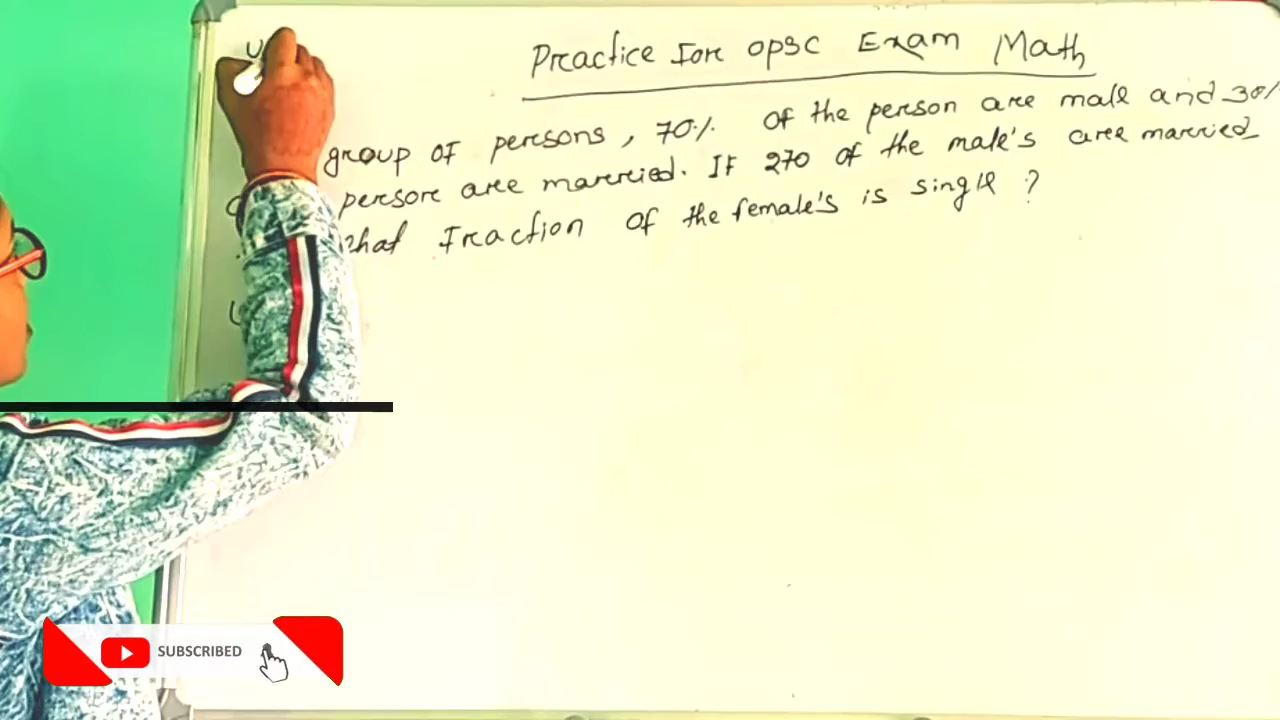 Practice For OPSC Exam Math
group of persons, 70% of the person are male and 30%
person are married. If 270 of the male's are married
what Fraction of the female's is single ?
SUBSCRIBED